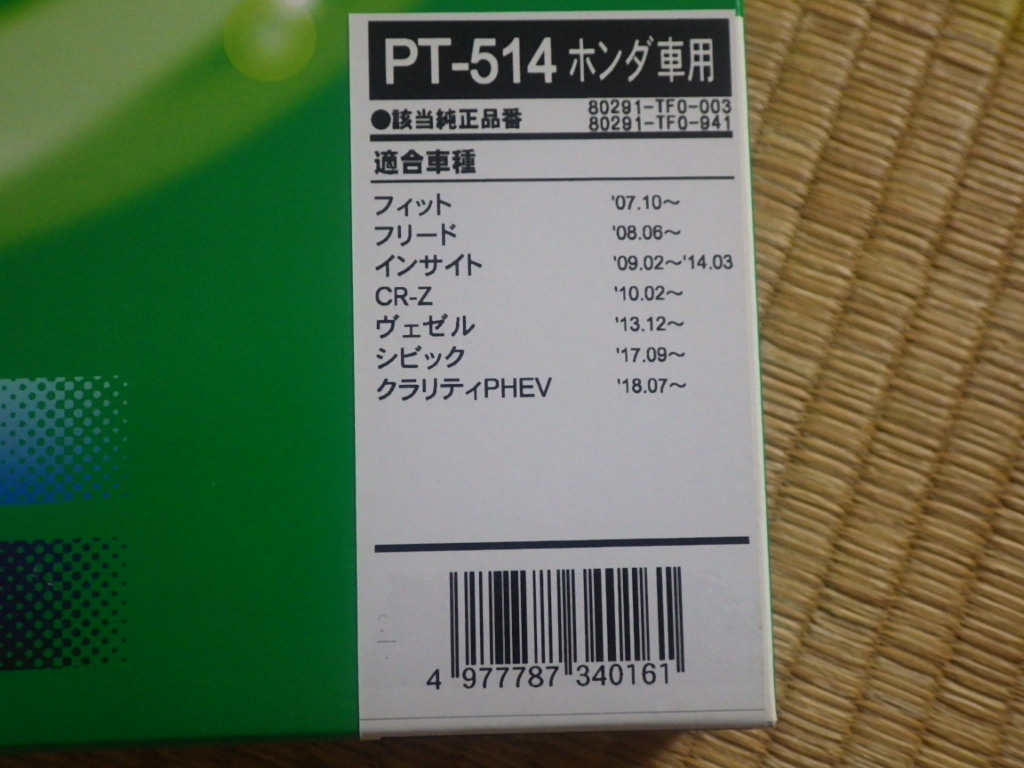 PT-514 ホンダ車用
●該当純正品番 80291-TF0-003
80291-TF0-941
適合車種
フィット '07.10～
フリード '08.06～
インサイト '09.02～'14.03
CR-Z '10.02～
ヴェゼル '13.12～
シビック '17.09～
クラリティPHEV '18.07～
4 977787 340161